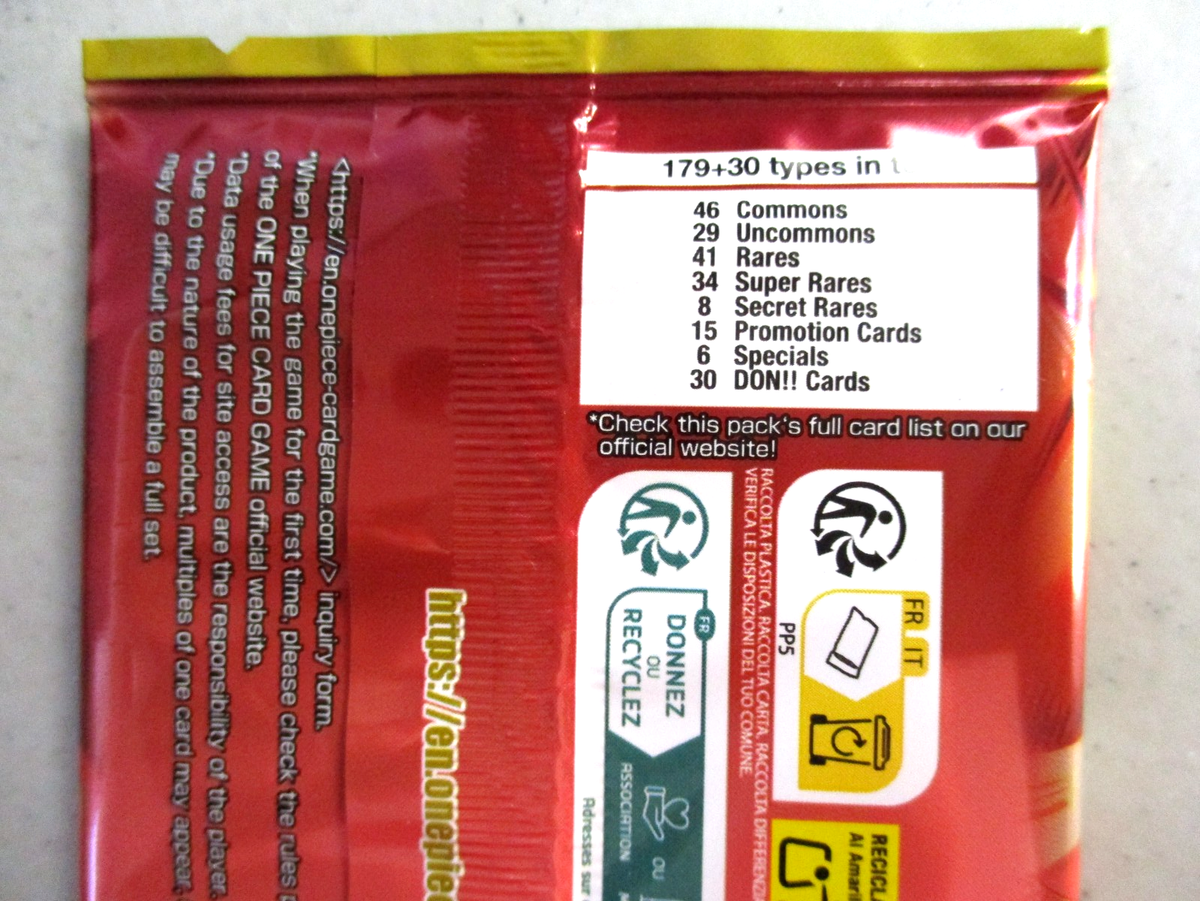 179+30 types in
46 Commons
29 Uncommons
41 Rares
34 Super Rares
8 Secret Rares
15 Promotion Cards
6 Specials
30 DON!! Cards
*Check this pack's full card list on our
official website!
<https://en.onepiece-cardgame.com/> inquiry form.
*When playing the game for the first time, please check the rules
of the ONE PIECE CARD GAME official website.
*Data usage fees for site access are the responsibility of the player.
*Due to the nature of the product, multiples of one card may appear,
may be difficult to assemble a full set.
https://en.onepiec
FR IT
PP5
RACCOLTA PLASTICA. RACCOLTA CARTA. RACCOLTA DIFFERENZI
VERIFICA LE DISPOSIZIONI DEL TUO COMUNE.
FR
DONNEZ
OU
RECYCLEZ
OU
ASSOCIATION
Adresses sur
RECICLA
Al Amaril